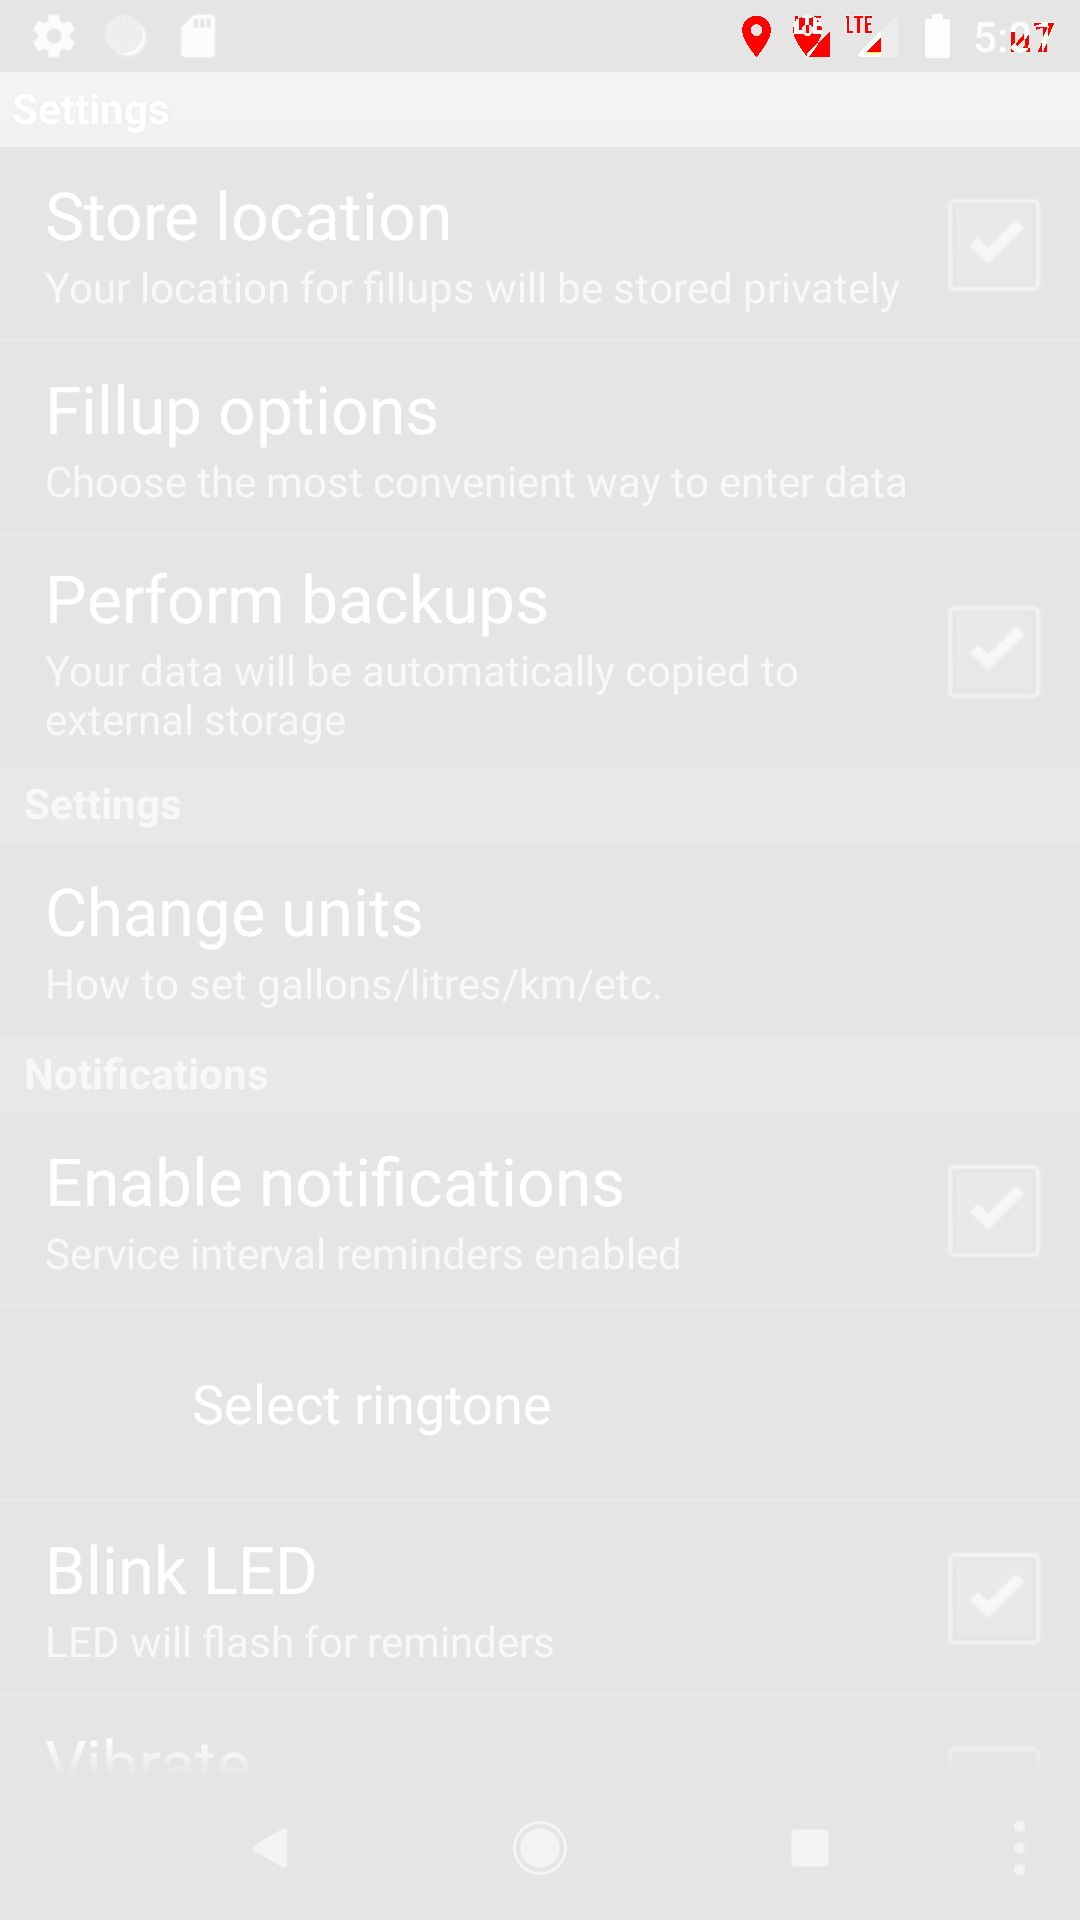 LTE
Settings
Store location
Your location for fillups will be stored privately
Fillup options
Choose the most convenient way to enter data
Perform backups
Your data will be automatically copied to
external storage
Settings
Change units
How to set gallons/litres/km/etc.
Notifications
Enable notifications
Service interval reminders enabled
Select ringtone
Blink LED
LED will flash for reminders
Vibrate